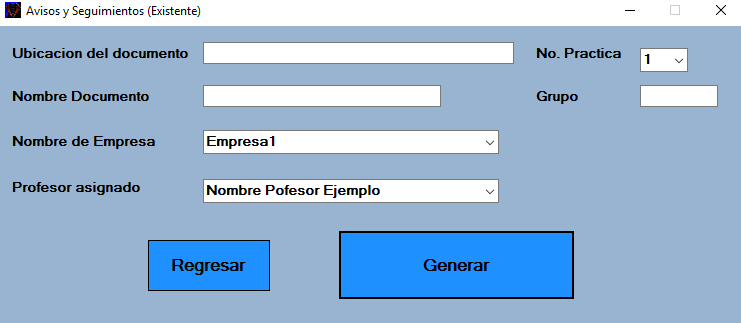 Avisos y Seguimientos (Existente)
Ubicacion del documento
No. Practica 1
Nombre Documento
Grupo
Nombre de Empresa Empresa1
Profesor asignado Nombre Pofesor Ejemplo
Regresar Generar